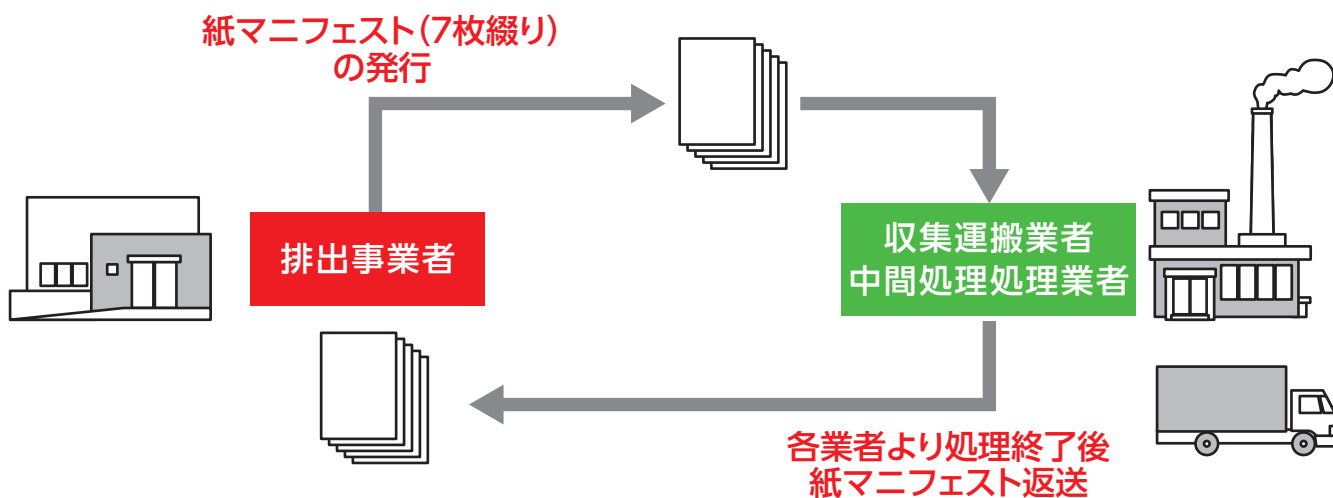 紙マニフェスト(7枚綴り)
の発行
排出事業者
収集運搬業者
中間処理処理業者
各業者より処理終了後
紙マニフェスト返送